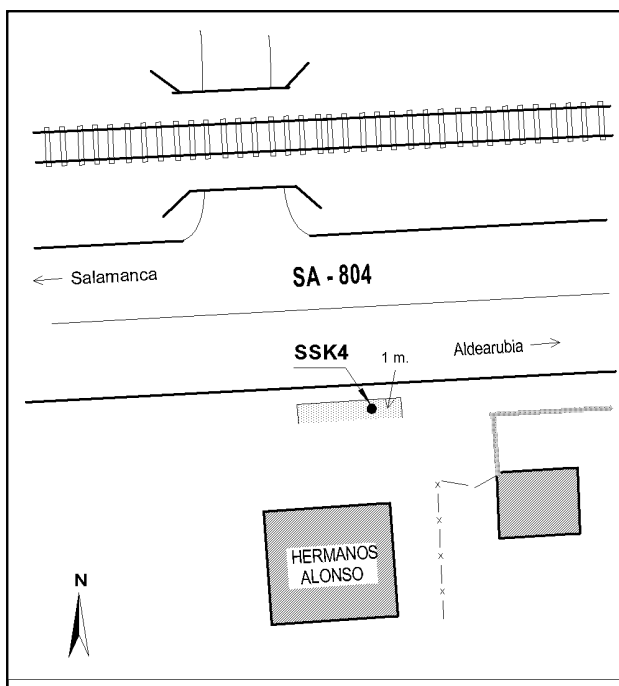 Salamanca
SA - 804
SSK4
1 m.
Aldearubia
HERMANOS
ALONSO
N